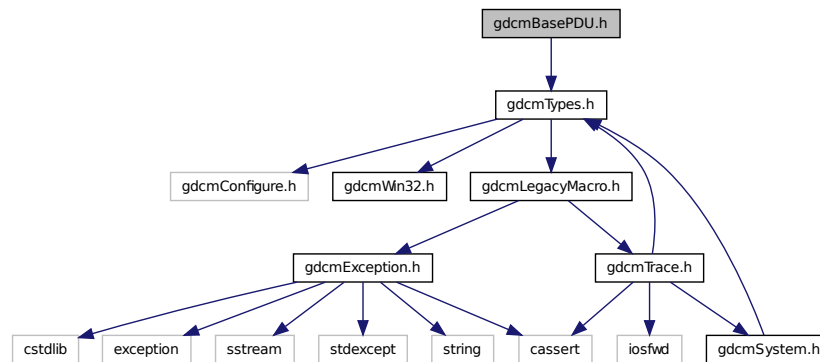 gdcmBasePDU.h
gdcmTypes.h
gdcmConfigure.h
gdcmWin32.h
gdcmLegacyMacro.h
gdcmException.h
gdcmTrace.h
cstdlib
exception
sstream
stdexcept
string
cassert
iosfwd
gdcmSystem.h